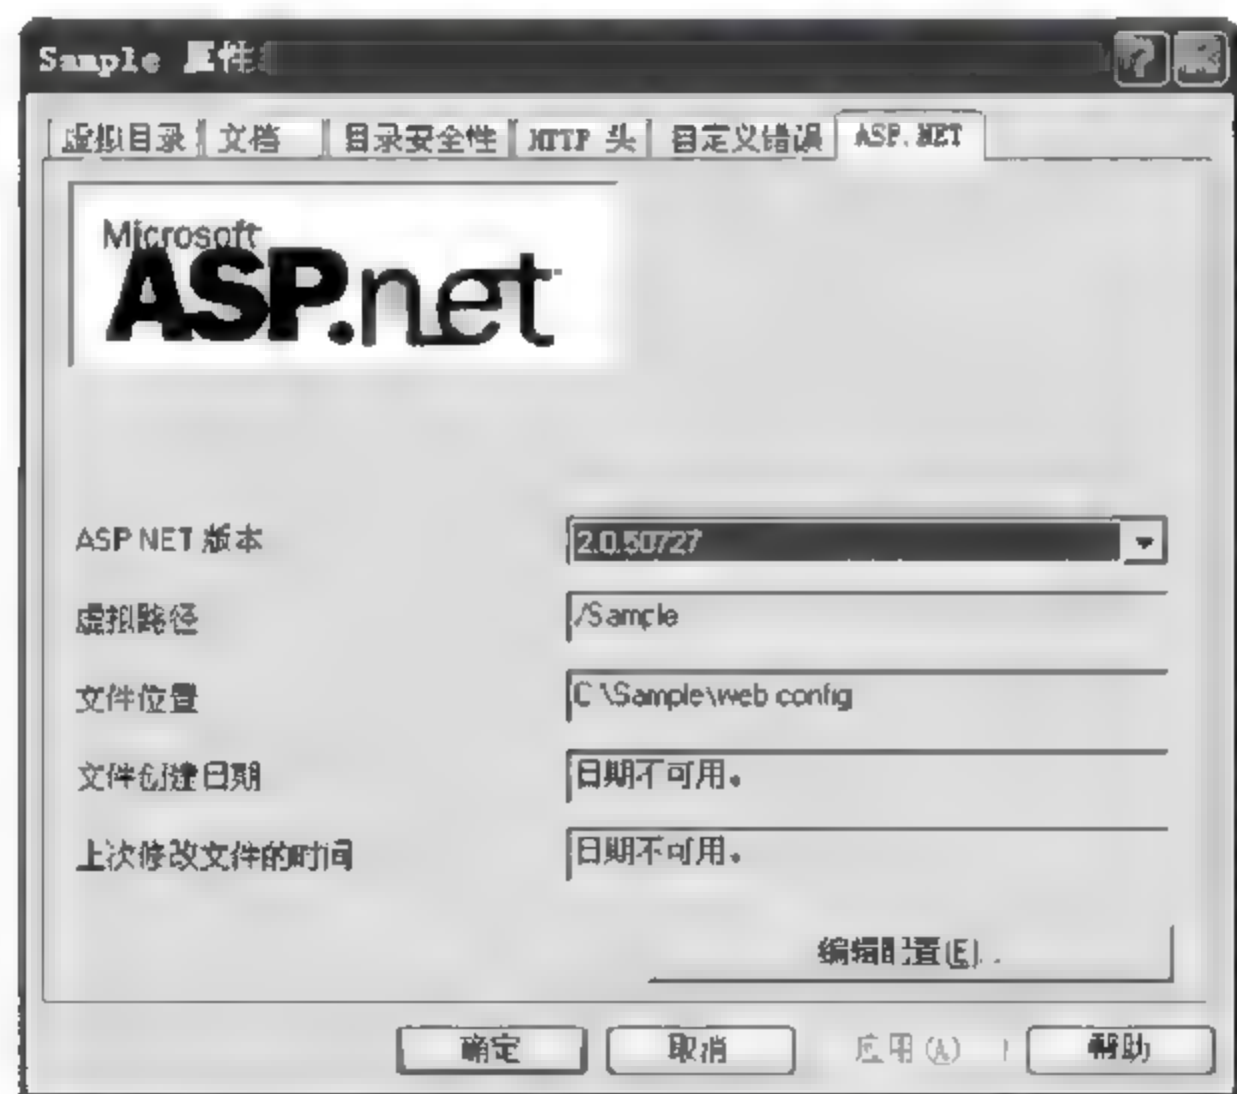 Sample 属性
虚拟目录 文档 目录安全性 HTTP 头 自定义错误 ASP.NET
Microsoft
ASP.net
ASP.NET 版本 2.0.50727
虚拟路径 /Sample
文件位置 C:\Sample\web.config
文件创建日期 日期不可用。
上次修改文件的时间 日期不可用。
编辑配置(E)...
确定 取消 应用(A) 帮助